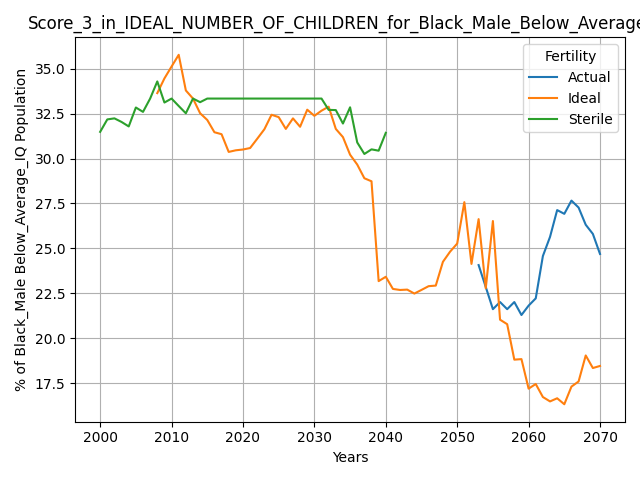 Score_3_in_IDEAL_NUMBER_OF_CHILDREN_for_Black_Male_Below_Average
% of Black_Male Below_Average_IQ Population
35.0
32.5
30.0
27.5
25.0
22.5
20.0
17.5
Fertility
Actual
Ideal
Sterile
2000
2010
2020
2030
2040
2050
2060
2070
Years